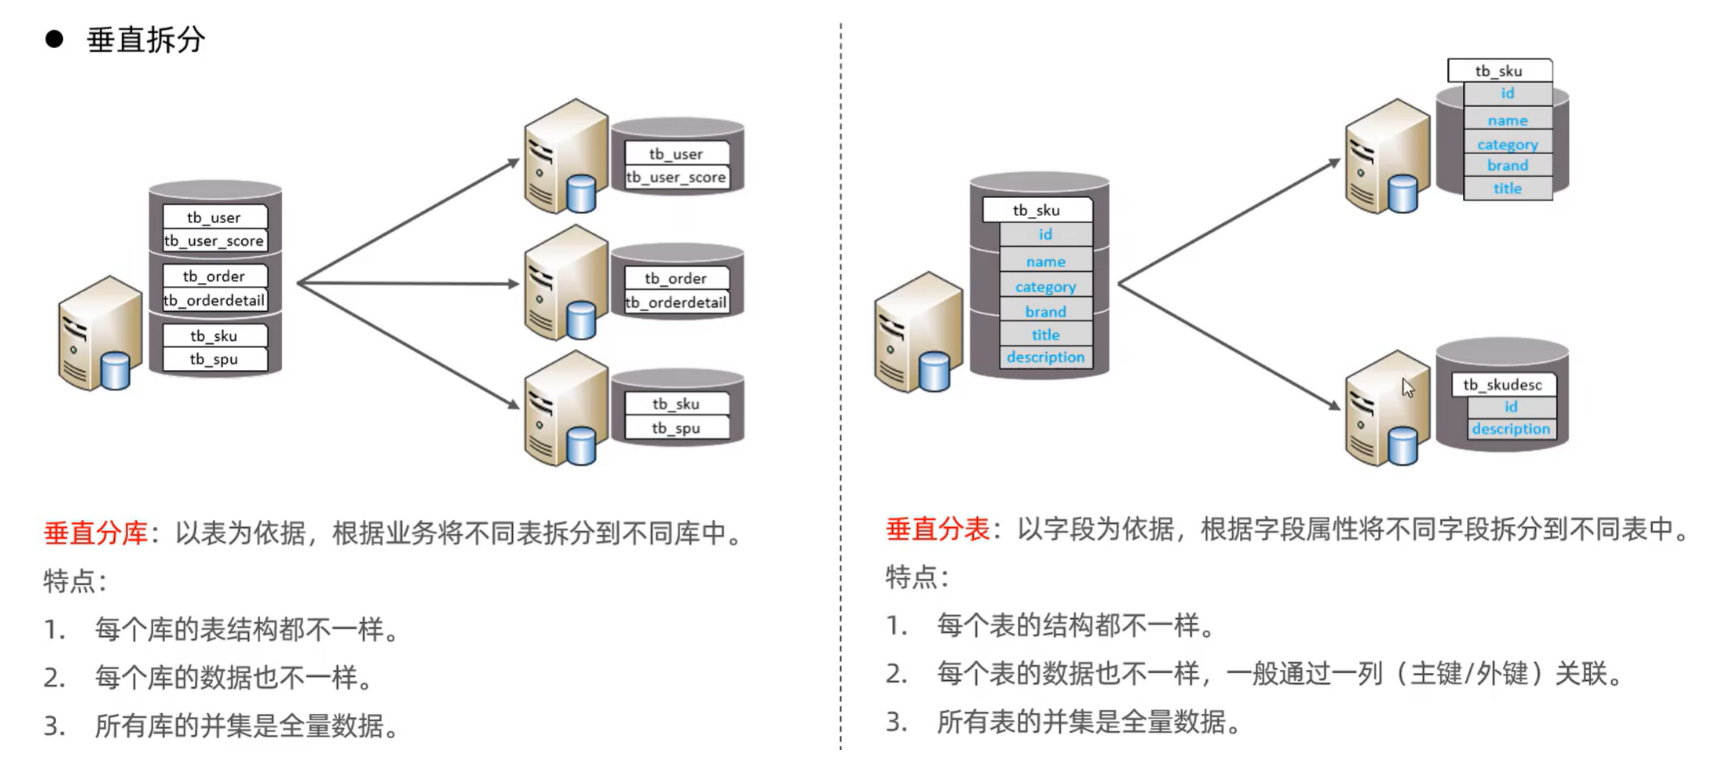 ● 垂直拆分
tb_user
tb_user_score
tb_order
tb_orderdetail
tb_sku
tb_spu
tb_user
tb_user_score
tb_order
tb_orderdetail
tb_sku
tb_spu
垂直分库：以表为依据，根据业务将不同表拆分到不同库中。
特点：
1. 每个库的表结构都不一样。
2. 每个库的数据也不一样。
3. 所有库的并集是全量数据。
tb_sku
id
name
category
brand
title
description
tb_sku
id
name
category
brand
title
tb_skudesc
id
description
垂直分表：以字段为依据，根据字段属性将不同字段拆分到不同表中。
特点：
1. 每个表的结构都不一样。
2. 每个表的数据也不一样，一般通过一列（主键/外键）关联。
3. 所有表的并集是全量数据。